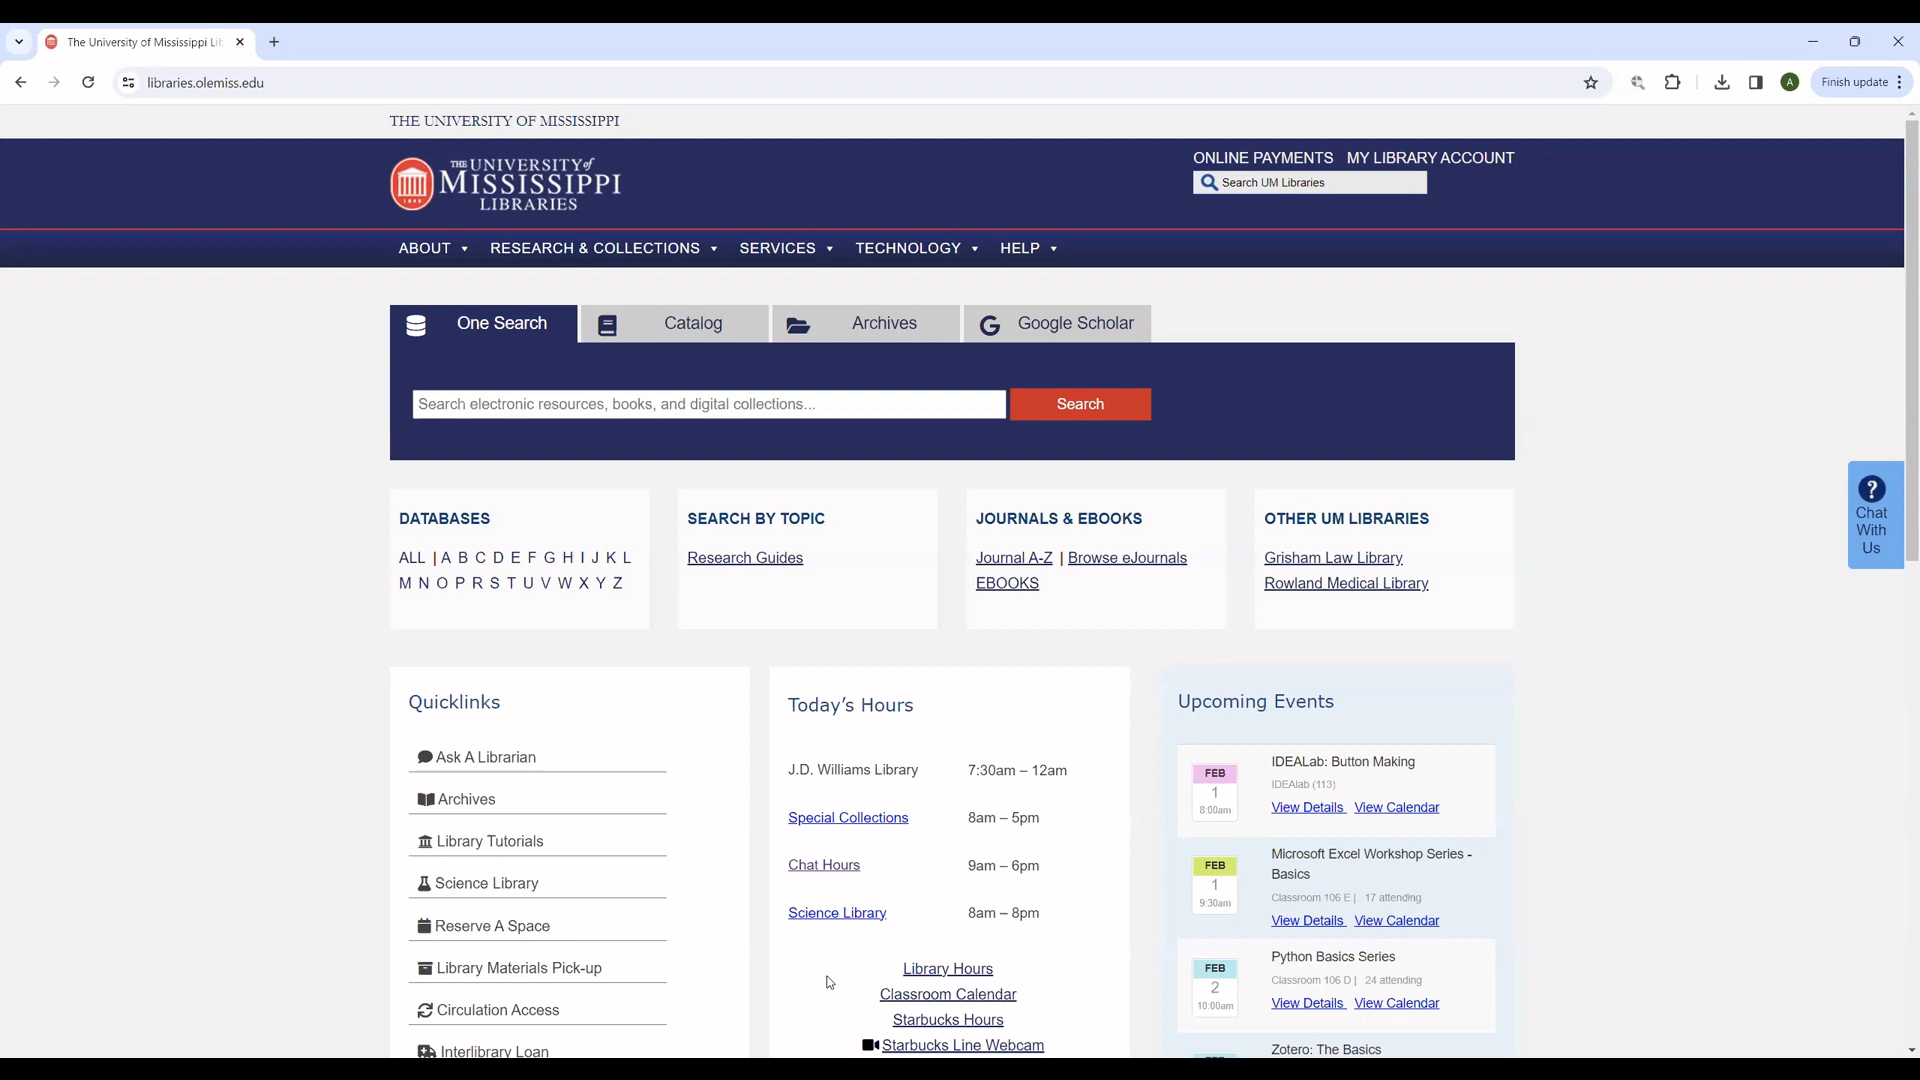 The University of Mississippi Lib
libraries.olemiss.edu
A
Finish update
THE UNIVERSITY OF MISSISSIPPI
THE UNIVERSITY of
MISSISSIPPI
LIBRARIES
1848
ONLINE PAYMENTS MY LIBRARY ACCOUNT
Search UM Libraries
ABOUT RESEARCH & COLLECTIONS SERVICES TECHNOLOGY HELP
One Search Catalog Archives G Google Scholar
Search electronic resources, books, and digital collections... Search
? Chat
With
Us
DATABASES
ALL | A B C D E F G H I J K L
M N O P R S T U V W X Y Z
SEARCH BY TOPIC
Research Guides
JOURNALS & EBOOKS
Journal A-Z | Browse eJournals
EBOOKS
OTHER UM LIBRARIES
Grisham Law Library
Rowland Medical Library
Quicklinks
Ask A Librarian
Archives
Library Tutorials
Science Library
Reserve A Space
Library Materials Pick-up
Circulation Access
Interlibrary Loan
Today's Hours
J.D. Williams Library 7:30am – 12am
Special Collections 8am – 5pm
Chat Hours 9am – 6pm
Science Library 8am – 8pm
Library Hours
Classroom Calendar
Starbucks Hours
Starbucks Line Webcam
Upcoming Events
FEB
1
8:00am
IDEALab: Button Making
IDEAlab (113)
View Details View Calendar
FEB
1
9:30am
Microsoft Excel Workshop Series -
Basics
Classroom 106 E | 17 attending
View Details View Calendar
FEB
2
10:00am
Python Basics Series
Classroom 106 D | 24 attending
View Details View Calendar
Zotero: The Basics